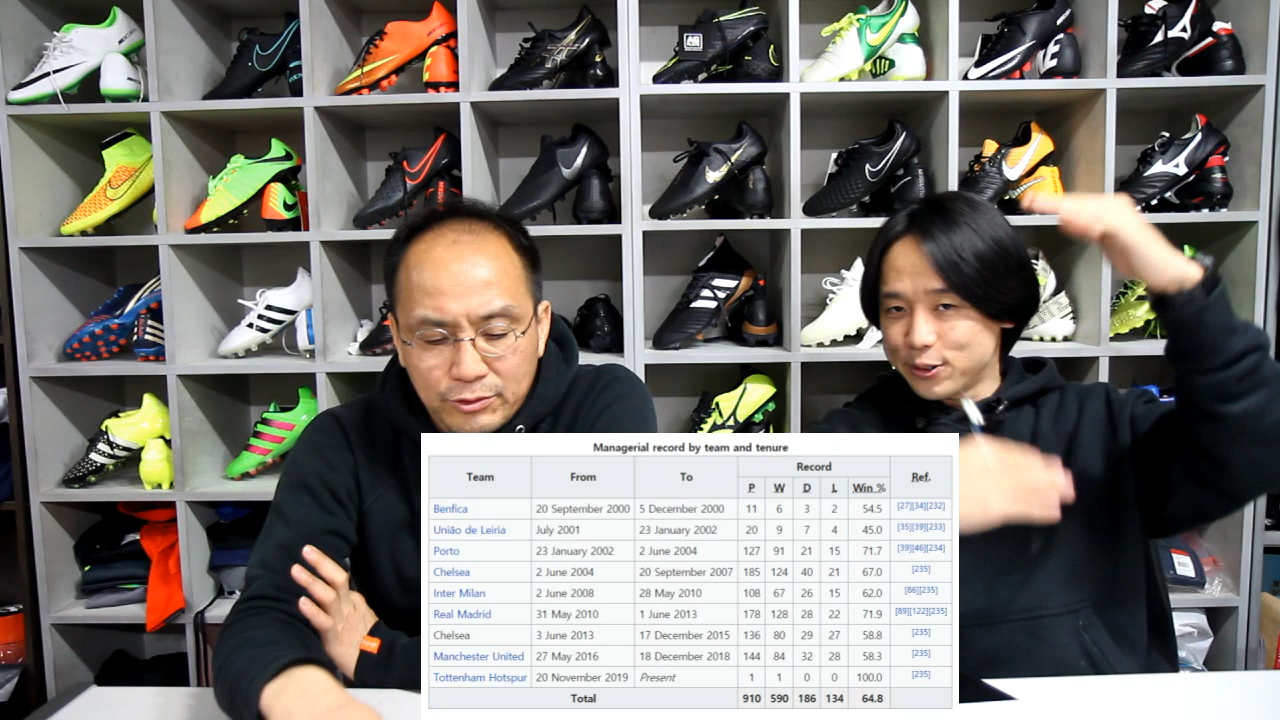 Managerial record by team and tenure
Team From To Record Ref.
P W D L Win %
Benfica 20 September 2000 5 December 2000 11 6 3 2 54.5 [27][34][232]
União de Leiria July 2001 23 January 2002 20 9 7 4 45.0 [35][39][233]
Porto 23 January 2002 2 June 2004 127 91 21 15 71.7 [39][46][234]
Chelsea 2 June 2004 20 September 2007 185 124 40 21 67.0 [235]
Inter Milan 2 June 2008 28 May 2010 108 67 26 15 62.0 [86][235]
Real Madrid 31 May 2010 1 June 2013 178 128 28 22 71.9 [89][122][235]
Chelsea 3 June 2013 17 December 2015 136 80 29 27 58.8 [235]
Manchester United 27 May 2016 18 December 2018 144 84 32 28 58.3 [235]
Tottenham Hotspur 20 November 2019 Present 1 1 0 0 100.0 [235]
Total 910 590 186 134 64.8